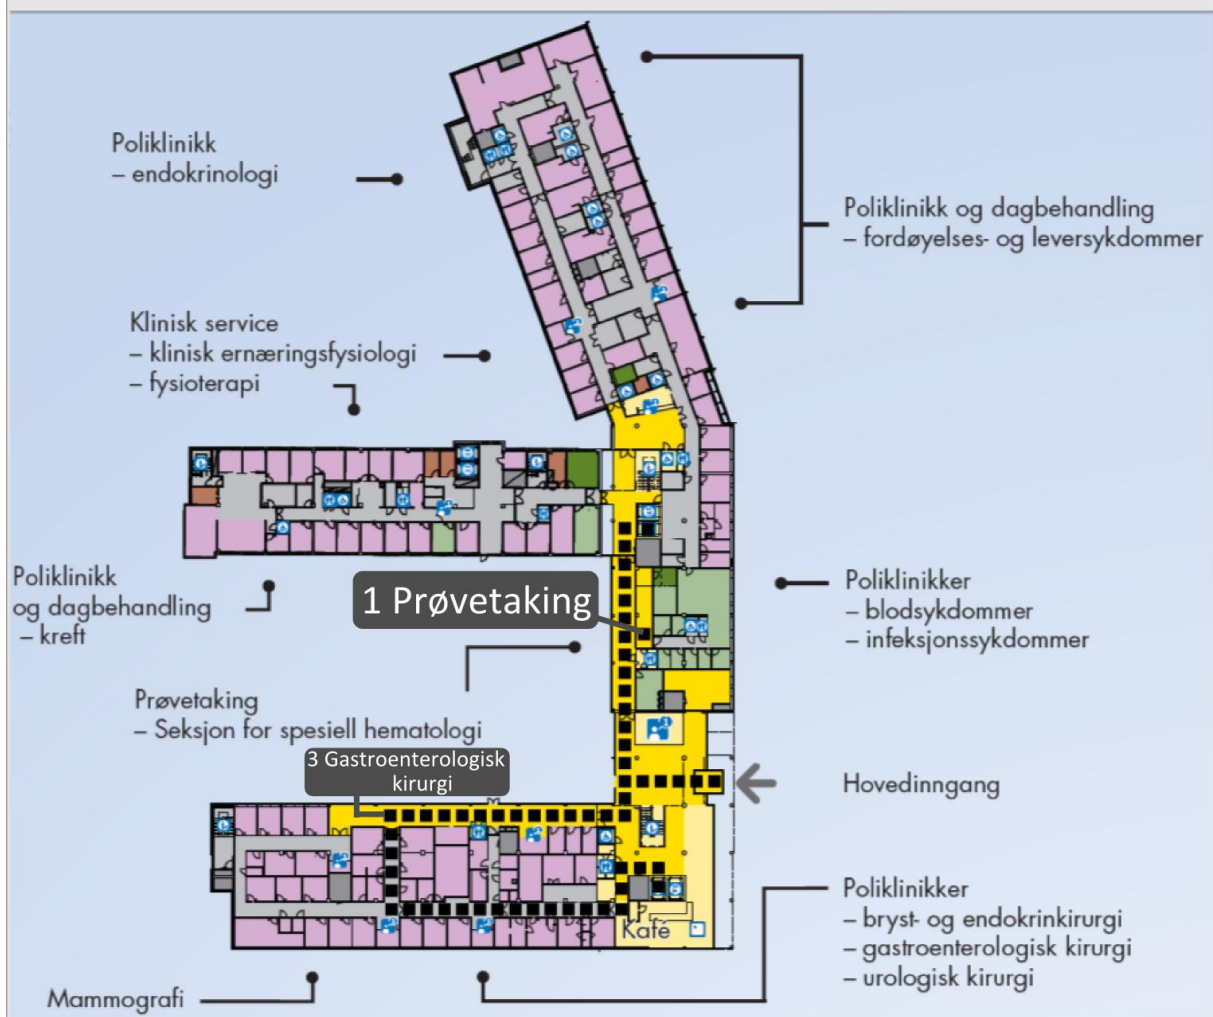 Poliklinikk
– endokrinologi
Poliklinikk og dagbehandling
– fordøyelses- og leversykdommer
Klinisk service
– klinisk ernæringsfysiologi
– fysioterapi
Poliklinikk
og dagbehandling
– kreft
1 Prøvetaking
Poliklinikker
– blodsykdommer
– infeksjonssykdommer
Prøvetaking
– Seksjon for spesiell hematologi
3 Gastroenterologisk
kirurgi
Hovedinngang
Kafé
Poliklinikker
– bryst- og endokrinkirurgi
– gastroenterologisk kirurgi
– urologisk kirurgi
Mammografi